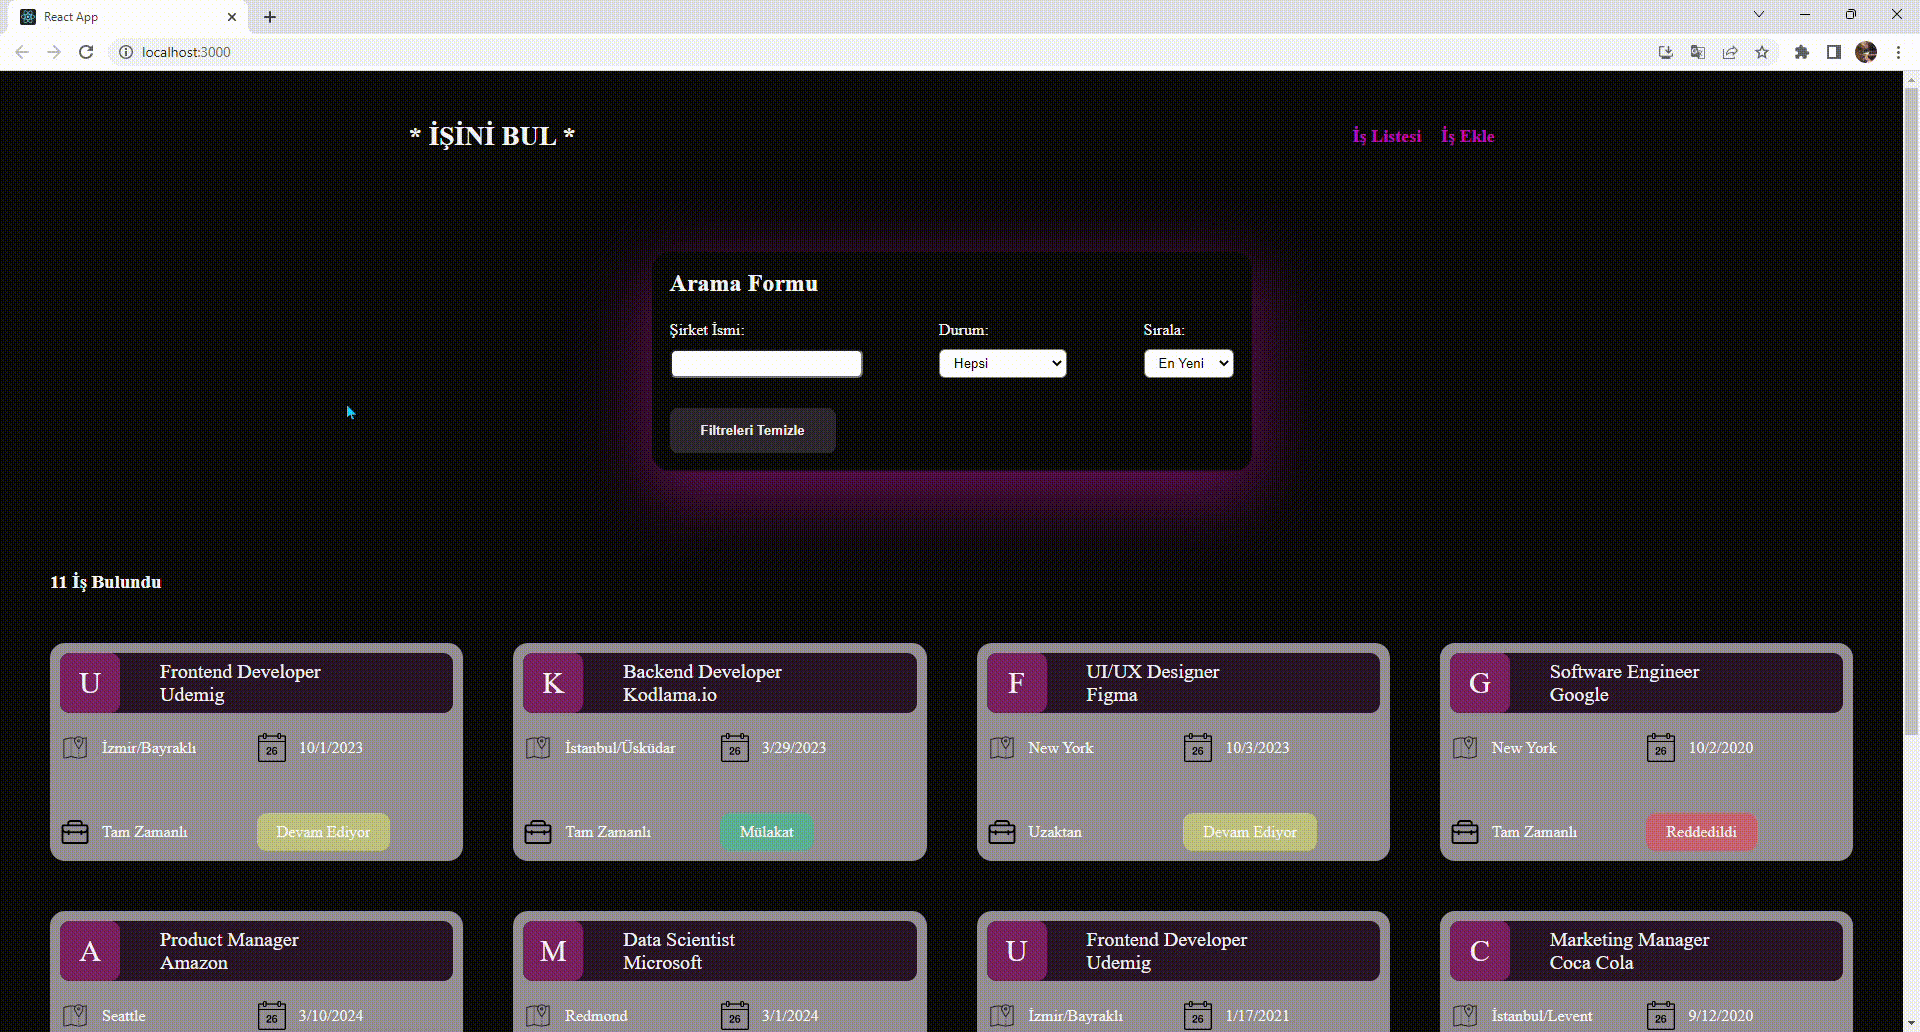 React App
localhost:3000
* İŞİNİ BUL *
İş Listesi İş Ekle
Arama Formu
Şirket İsmi: Durum: Sırala:
Hepsi En Yeni
Filtreleri Temizle
11 İş Bulundu
U Frontend Developer
Udemig
İzmir/Bayraklı 26 10/1/2023
Tam Zamanlı Devam Ediyor
K Backend Developer
Kodlama.io
İstanbul/Üsküdar 26 3/29/2023
Tam Zamanlı Mülakat
F UI/UX Designer
Figma
New York 26 10/3/2023
Uzaktan Devam Ediyor
G Software Engineer
Google
New York 26 10/2/2020
Tam Zamanlı Reddedildi
A Product Manager
Amazon
Seattle 26 3/10/2024
M Data Scientist
Microsoft
Redmond 26 3/1/2024
U Frontend Developer
Udemig
İzmir/Bayraklı 26 1/17/2021
C Marketing Manager
Coca Cola
İstanbul/Levent 26 9/12/2020